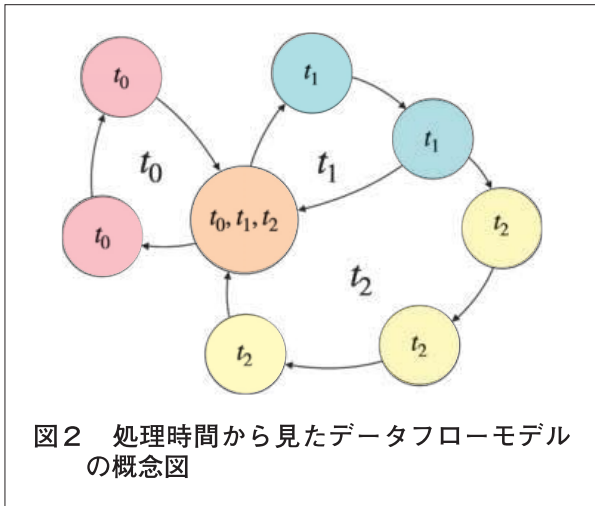 t₀
t₁
t₁
t₀
t₁
t₀
t₀, t₁, t₂
t₂
t₂
t₂
t₂
図2 処理時間から見たデータフローモデル
の概念図